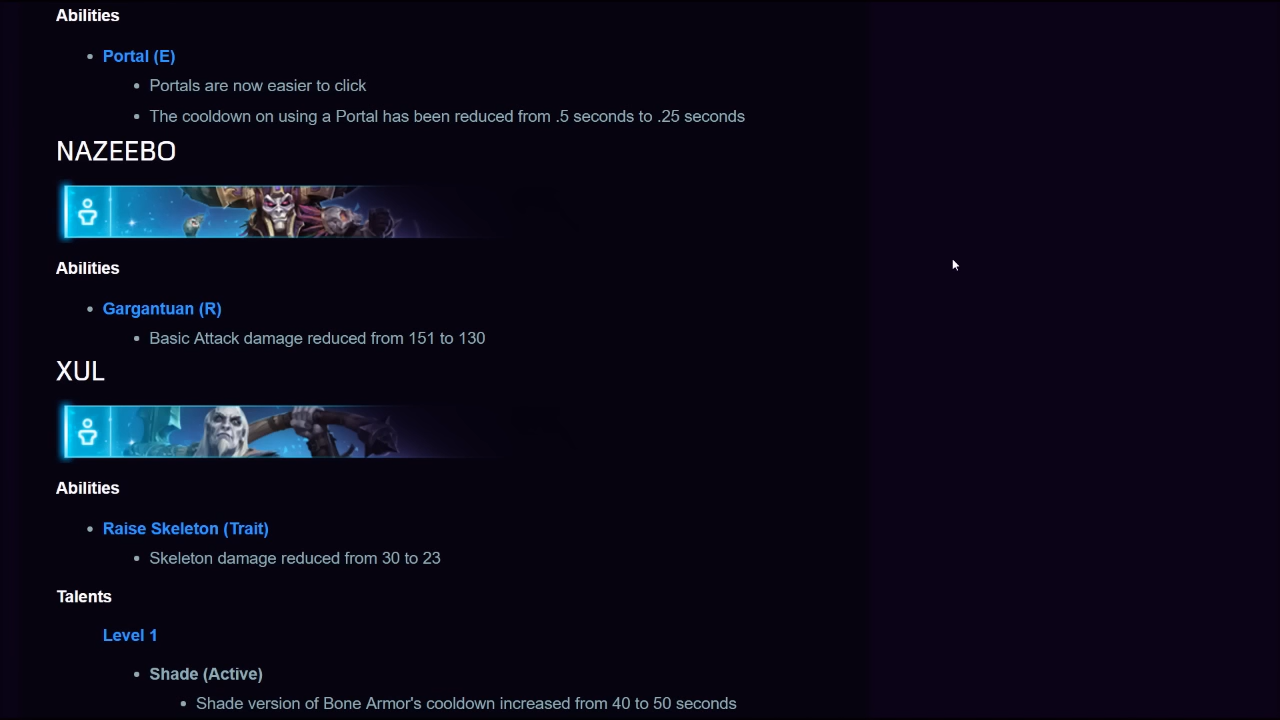 Abilities
Portal (E)
Portals are now easier to click
The cooldown on using a Portal has been reduced from .5 seconds to .25 seconds
NAZEEBO
Abilities
Gargantuan (R)
Basic Attack damage reduced from 151 to 130
XUL
Abilities
Raise Skeleton (Trait)
Skeleton damage reduced from 30 to 23
Talents
Level 1
Shade (Active)
Shade version of Bone Armor's cooldown increased from 40 to 50 seconds